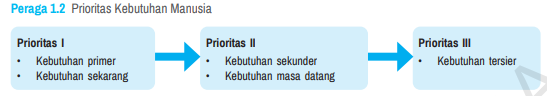 Peraga 1.2 Prioritas Kebutuhan Manusia
Prioritas I
• Kebutuhan primer
• Kebutuhan sekarang
Prioritas II
• Kebutuhan sekunder
• Kebutuhan masa datang
Prioritas III
• Kebutuhan tersier